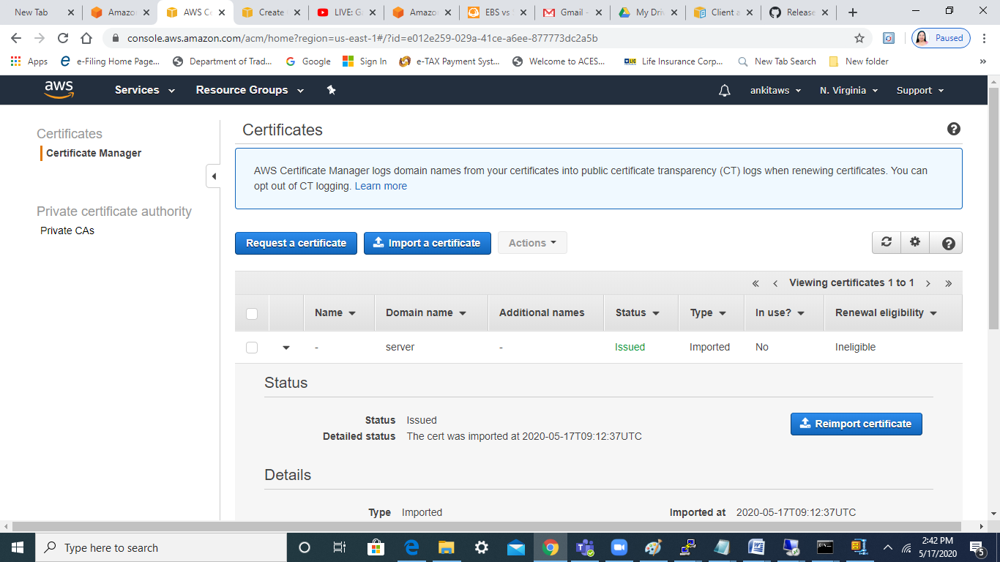 New Tab
Amazo
AWS Ce
Create
LIVE: G
Amazo
EBS vs
Gmail -
My Driv
Client a
Releas
console.aws.amazon.com/acm/home?region=us-east-1#/?id=e012e259-029a-41ce-a6ee-877773dc2a5b
Paused
Apps
e-Filing Home Page...
Department of Trad...
Google
Sign In
e-TAX Payment Syst...
Welcome to ACES...
Life Insurance Corp...
New Tab Search
New folder
»
aws
Services
Resource Groups
ankitaws
N. Virginia
Support
Certificates
Certificate Manager
Private certificate authority
Private CAs
Certificates
AWS Certificate Manager logs domain names from your certificates into public certificate transparency (CT) logs when renewing certificates. You can
opt out of CT logging. Learn more
Request a certificate
Import a certificate
Actions
« ‹ Viewing certificates 1 to 1 › »
Name Domain name Additional names Status Type In use? Renewal eligibility
- server - Issued Imported No Ineligible
Status
Status Issued
Detailed status The cert was imported at 2020-05-17T09:12:37UTC
Reimport certificate
Details
Type Imported
Imported at 2020-05-17T09:12:37UTC
Type here to search
2:42 PM
5/17/2020
5